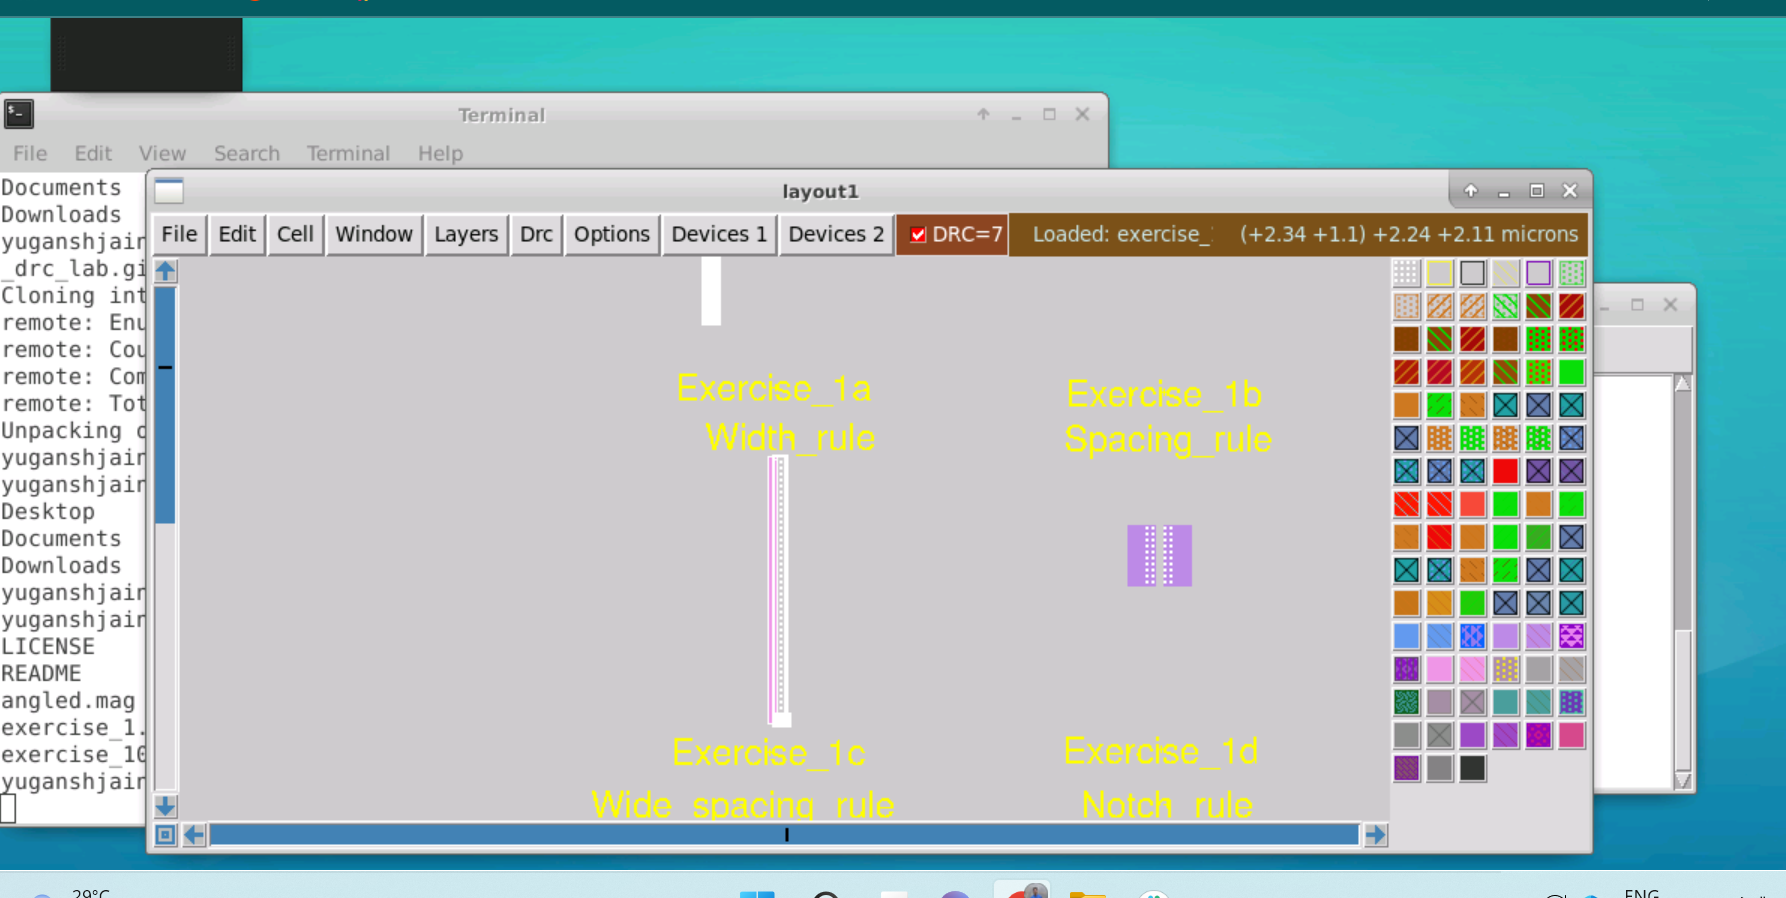 Terminal
File Edit View Search Terminal Help
Documents
Downloads
yuganshjair
_drc_lab.gi
Cloning int
remote: Enu
remote: Cou
remote: Com
remote: Tot
Unpacking o
yuganshjair
yuganshjair
Desktop
Documents
Downloads
yuganshjair
yuganshjair
LICENSE
README
angled.mag
exercise_1.
exercise_10
yuganshjair
layout1
File Edit Cell Window Layers Drc Options Devices 1 Devices 2 DRC=7 Loaded: exercise_ (+2.34 +1.1) +2.24 +2.11 microns
Exercise_1a
Width_rule
Exercise_1b
Spacing_rule
Exercise_1c
Wide_spacing_rule
Exercise_1d
Notch_rule
29°C
ENG